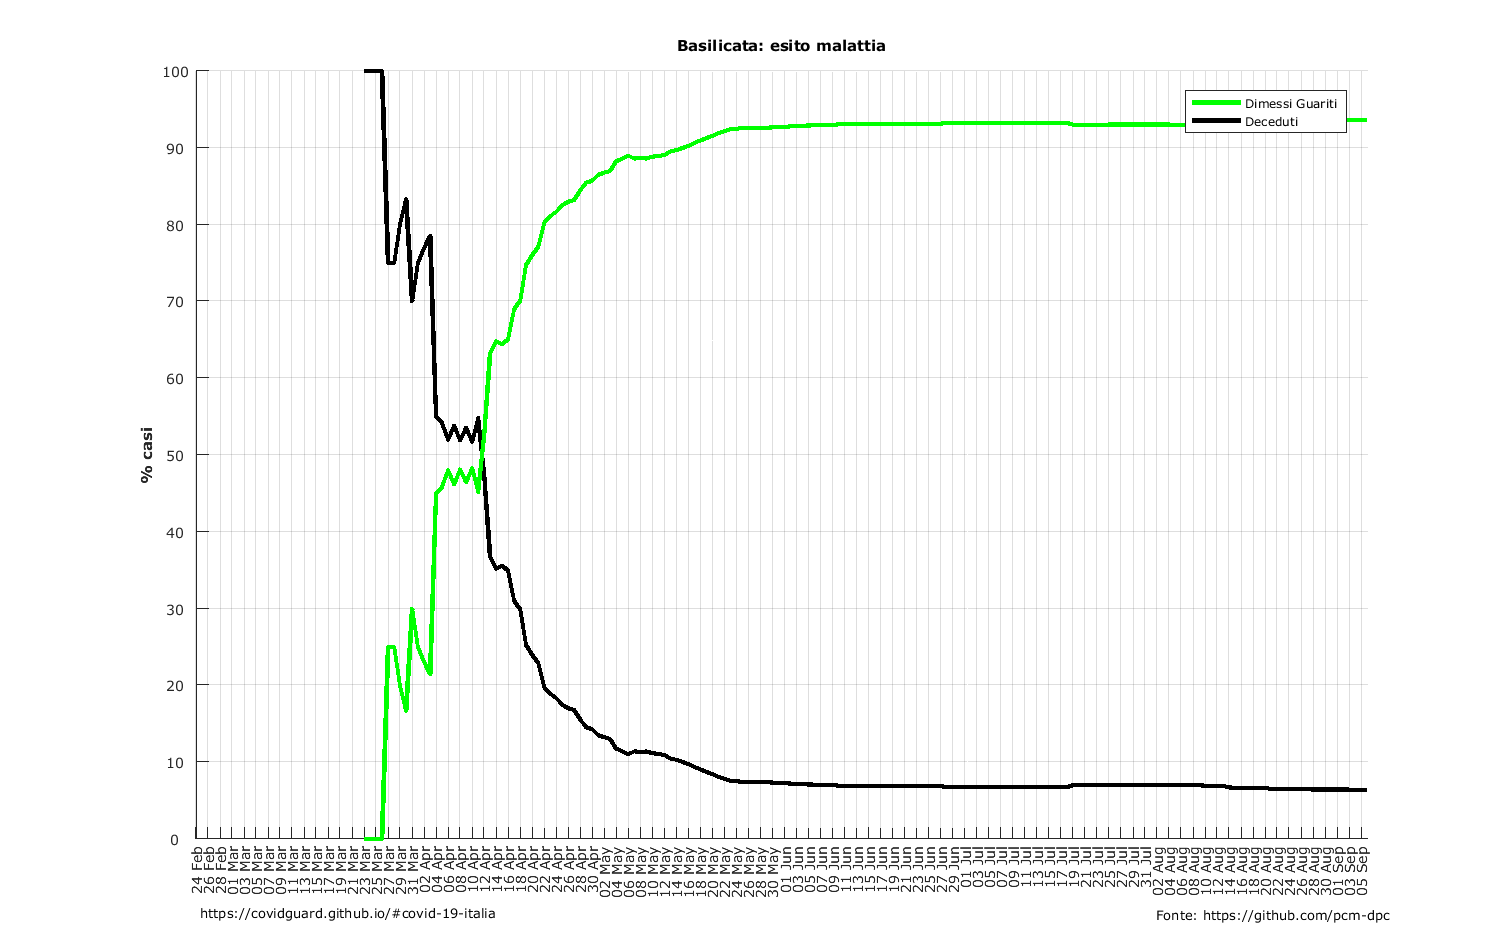 Basilicata: esito malattia
100
90
80
70
60
50
40
30
20
10
0
% casi
Dimessi Guariti
Deceduti
24 Feb
26 Feb
28 Feb
01 Mar
03 Mar
05 Mar
07 Mar
09 Mar
11 Mar
13 Mar
15 Mar
17 Mar
19 Mar
21 Mar
23 Mar
25 Mar
27 Mar
29 Mar
31 Mar
02 Apr
04 Apr
06 Apr
08 Apr
10 Apr
12 Apr
14 Apr
16 Apr
18 Apr
20 Apr
22 Apr
24 Apr
26 Apr
28 Apr
30 Apr
02 May
04 May
06 May
08 May
10 May
12 May
14 May
16 May
18 May
20 May
22 May
24 May
26 May
28 May
30 May
01 Jun
03 Jun
05 Jun
07 Jun
09 Jun
11 Jun
13 Jun
15 Jun
17 Jun
19 Jun
21 Jun
23 Jun
25 Jun
27 Jun
29 Jun
01 Jul
03 Jul
05 Jul
07 Jul
09 Jul
11 Jul
13 Jul
15 Jul
17 Jul
19 Jul
21 Jul
23 Jul
25 Jul
27 Jul
29 Jul
31 Jul
02 Aug
04 Aug
06 Aug
08 Aug
10 Aug
12 Aug
14 Aug
16 Aug
18 Aug
20 Aug
22 Aug
24 Aug
26 Aug
28 Aug
30 Aug
01 Sep
03 Sep
05 Sep
https://covidguard.github.io/#covid-19-italia
Fonte: https://github.com/pcm-dpc